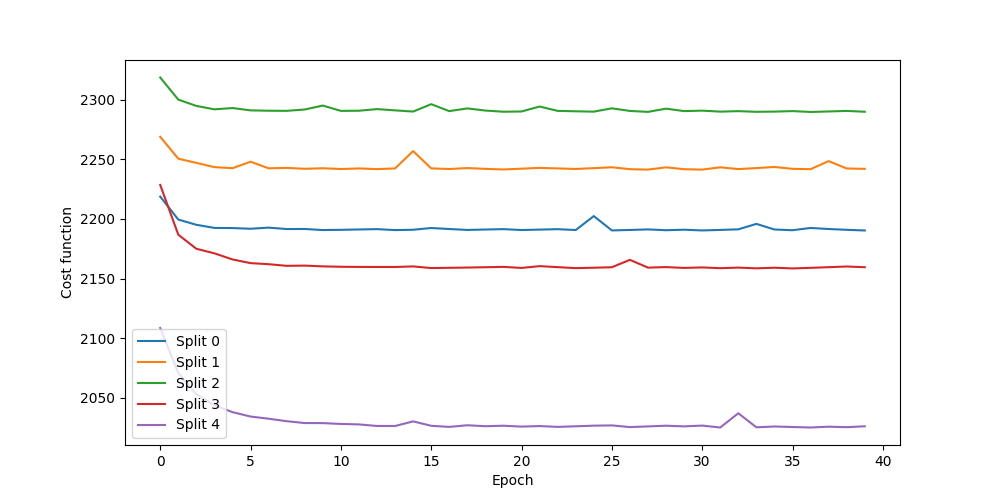 2300
2250
2200
2150
2100
2050
Cost function
Split 0
Split 1
Split 2
Split 3
Split 4
0 5 10 15 20 25 30 35 40
Epoch